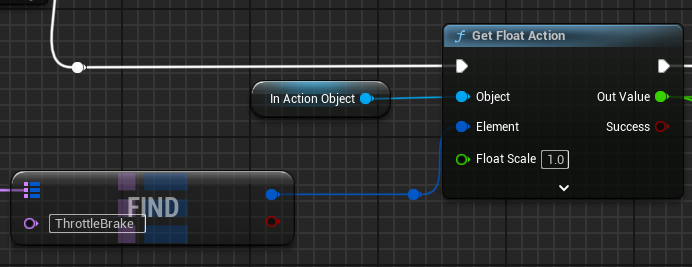 f Get Float Action
In Action Object
Object
Out Value
Element
Success
Float Scale 1.0
FIND
ThrottleBrake